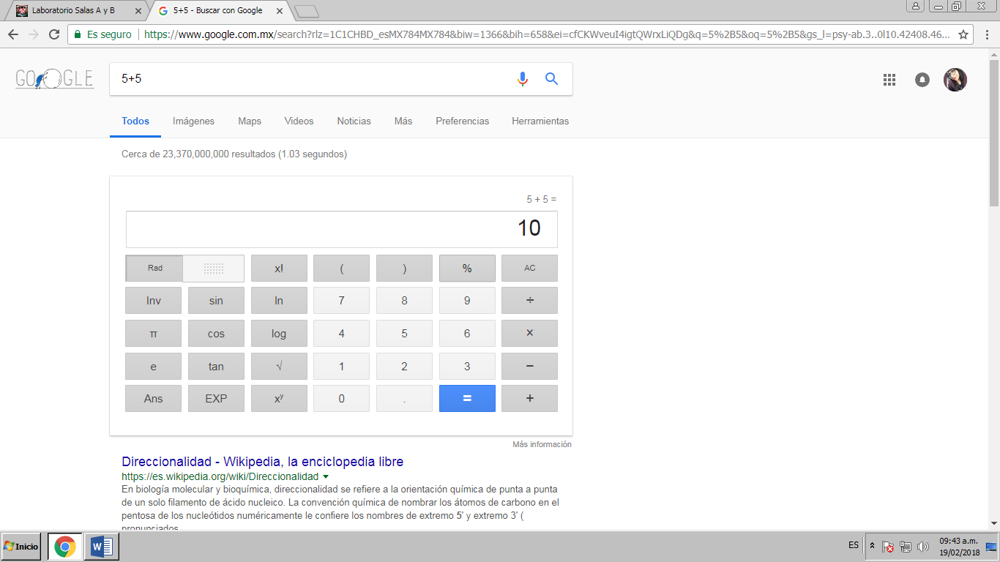 Laboratorio Salas A y B
5+5 - Buscar con Google
Es seguro
https://www.google.com.mx/search?rlz=1C1CHBD_esMX784MX784&biw=1366&bih=658&ei=cfCKWveuI4igtQWrxLiQDg&q=5%2B5&oq=5%2B5&gs_l=psy-ab.3..0l10.42408.46...
GOOGLE
5+5
Todos Imágenes Maps Videos Noticias Más Preferencias Herramientas
Cerca de 23,370,000,000 resultados (1.03 segundos)
5 + 5 =
10
Rad x! ( ) % AC
Inv sin ln 7 8 9 ÷
π cos log 4 5 6 ×
e tan √ 1 2 3 −
Ans EXP xʸ 0 . = +
Más información
Direccionalidad - Wikipedia, la enciclopedia libre
https://es.wikipedia.org/wiki/Direccionalidad
En biología molecular y bioquímica, direccionalidad se refiere a la orientación química de punta a punta
de un solo filamento de ácido nucleico. La convención química de nombrar los átomos de carbono en el
pentosa de los nucleótidos numéricamente le confiere los nombres de extremo 5' y extremo 3' (
pronunciados
Inicio
ES
09:43 a.m.
19/02/2018